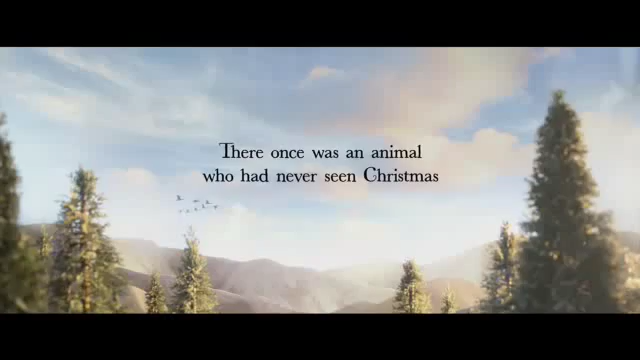 There once was an animal
who had never seen Christmas